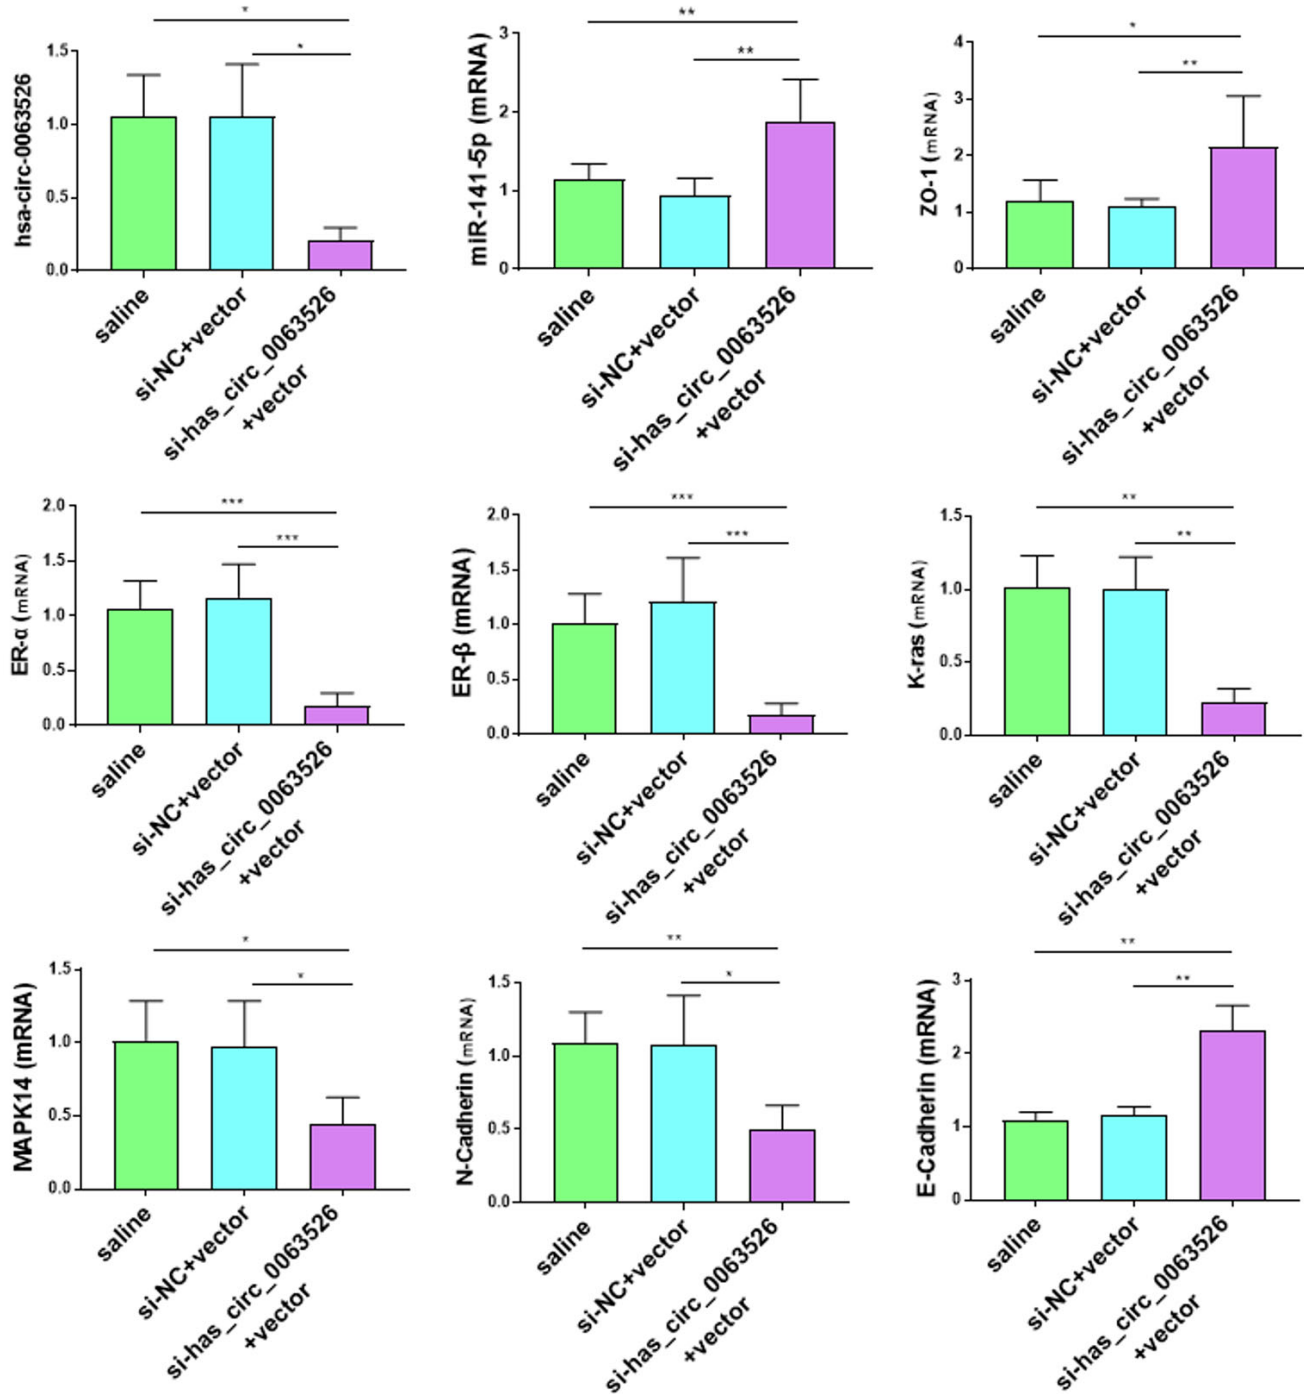 *
*
hsa-circ-0063526
1.5
1.0
0.5
0.0
saline
si-NC+vector
si-has_circ_0063526
+vector
**
**
miR-141-5p (mRNA)
3
2
1
0
saline
si-NC+vector
si-has_circ_0063526
+vector
*
**
ZO-1 (mRNA)
4
3
2
1
0
saline
si-NC+vector
si-has_circ_0063526
+vector
***
***
ER-α (mRNA)
2.0
1.5
1.0
0.5
0.0
saline
si-NC+vector
si-has_circ_0063526
+vector
***
***
ER-β (mRNA)
2.0
1.5
1.0
0.5
0.0
saline
si-NC+vector
si-has_circ_0063526
+vector
**
**
K-ras (mRNA)
1.5
1.0
0.5
0.0
saline
si-NC+vector
si-has_circ_0063526
+vector
*
*
MAPK14 (mRNA)
1.5
1.0
0.5
0.0
saline
si-NC+vector
si-has_circ_0063526
+vector
**
*
N-Cadherin (mRNA)
1.5
1.0
0.5
0.0
saline
si-NC+vector
si-has_circ_0063526
+vector
**
**
E-Cadherin (mRNA)
3
2
1
0
saline
si-NC+vector
si-has_circ_0063526
+vector